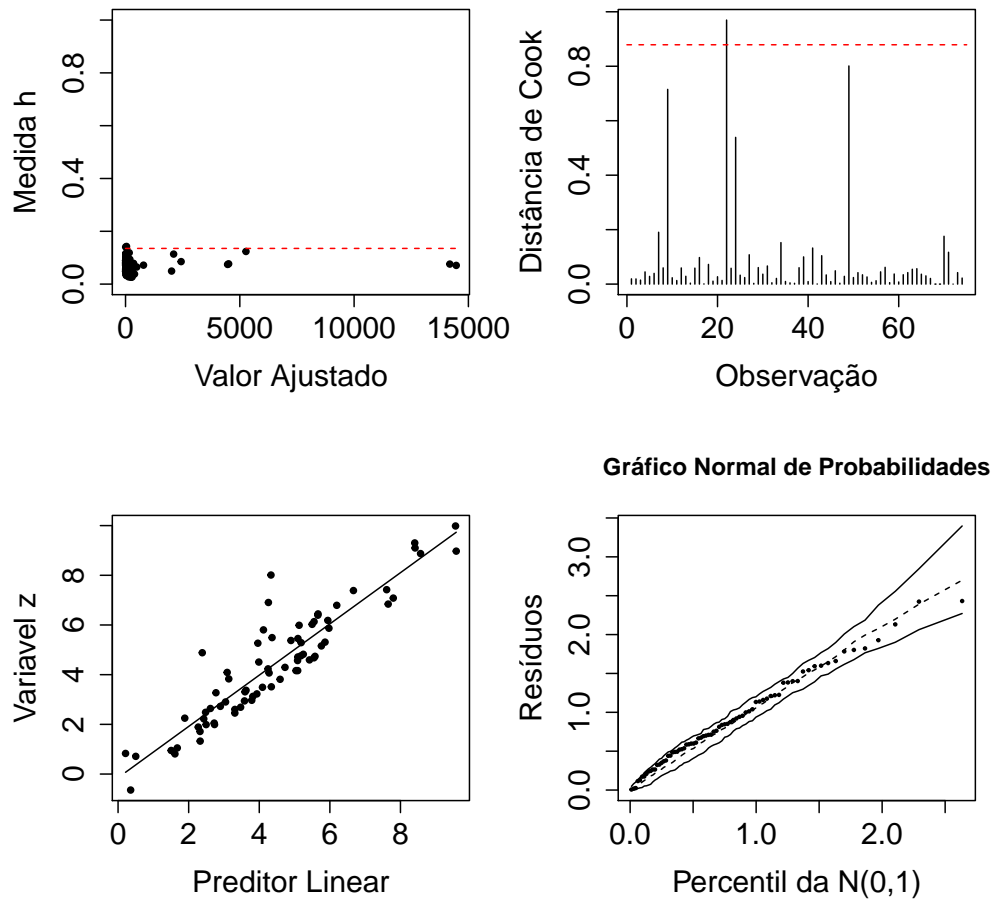 0.0 0.4 0.8
Medida h
0 5000 10000 15000
Valor Ajustado
0.0 0.4 0.8
Distância de Cook
0 20 40 60
Observação
0 2 4 6 8
Variavel z
0 2 4 6 8
Preditor Linear
Gráfico Normal de Probabilidades
0.0 1.0 2.0 3.0
Resíduos
0.0 1.0 2.0
Percentil da N(0,1)